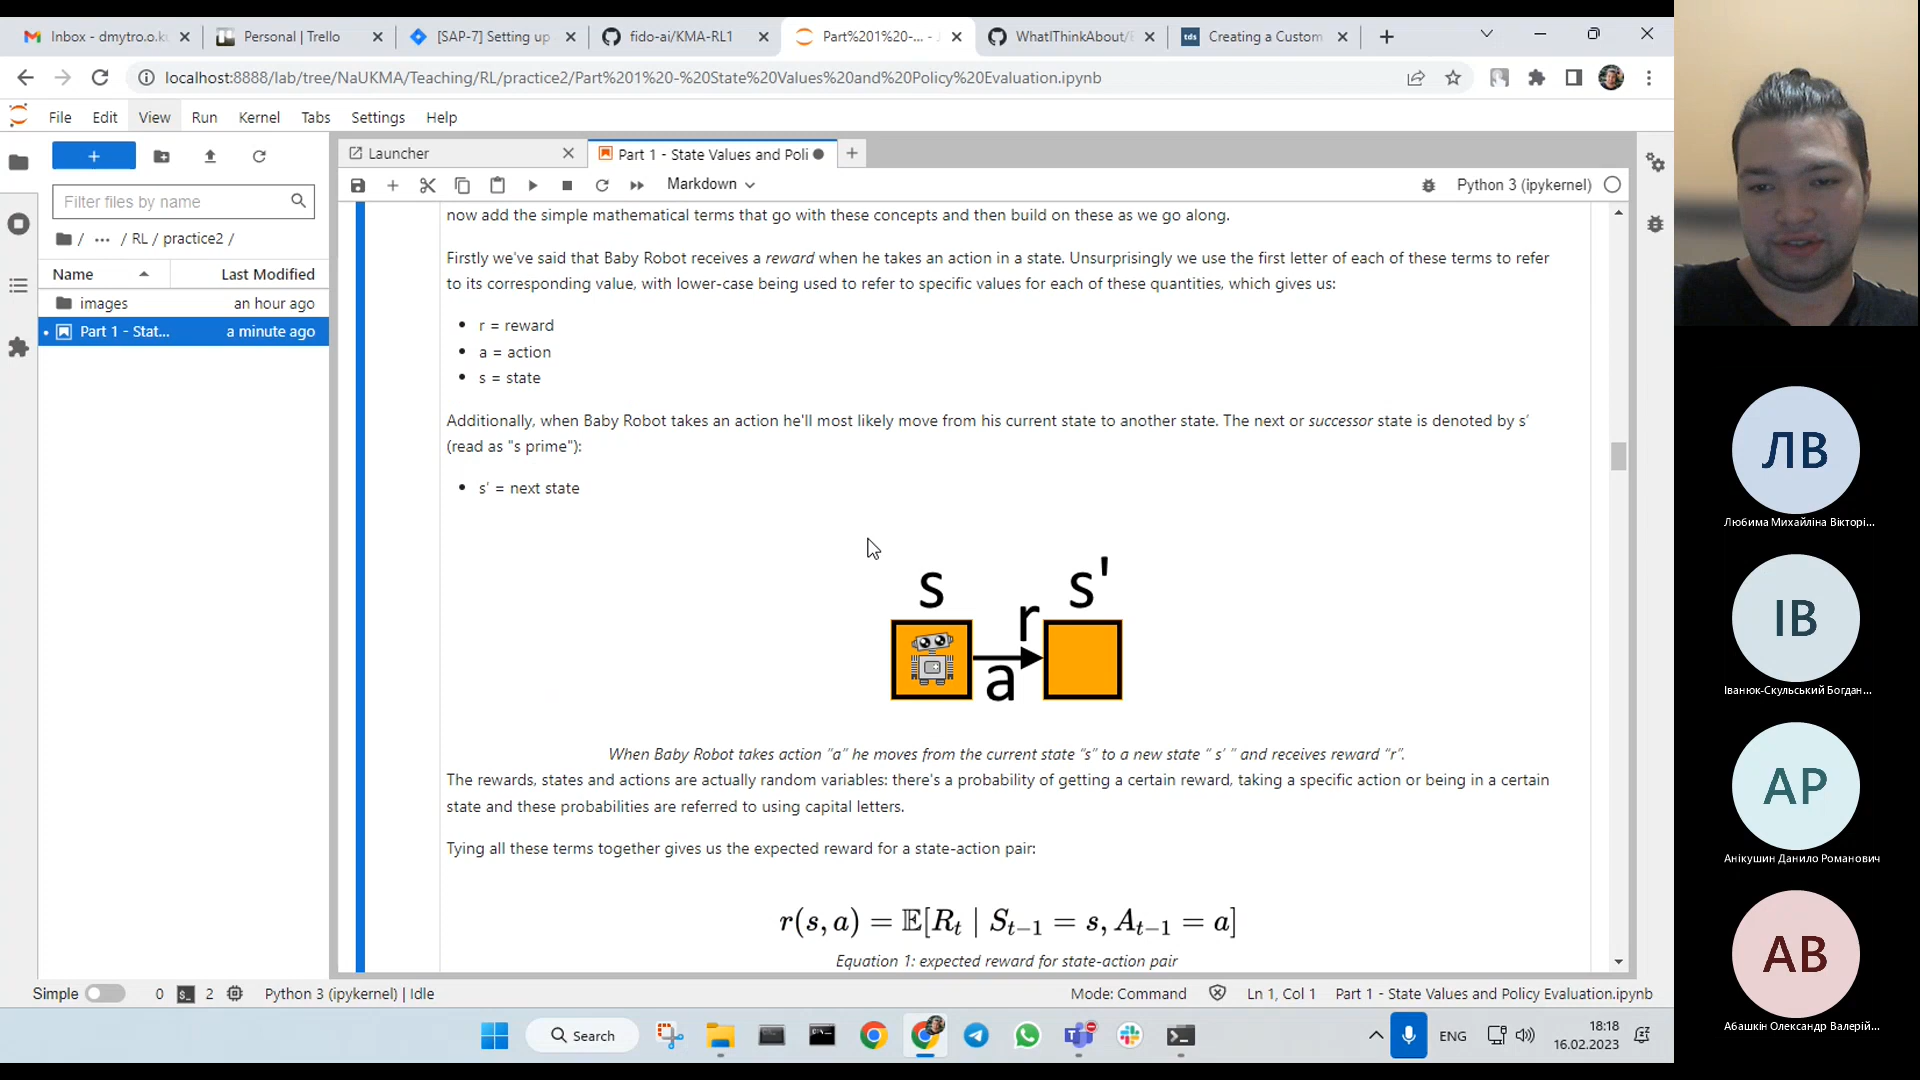 Inbox - dmytro.o.k
Personal | Trello
[SAP-7] Setting up
fido-ai/KMA-RL1
Part%201%20-...
WhatIThinkAbout/
tds
Creating a Custom
localhost:8888/lab/tree/NaUKMA/Teaching/RL/practice2/Part%201%20-%20State%20Values%20and%20Policy%20Evaluation.ipynb
File Edit View Run Kernel Tabs Settings Help
Launcher
Part 1 - State Values and Poli
Markdown
Python 3 (ipykernel)
Filter files by name
/ ... / RL / practice2 /
Name
Last Modified
images
an hour ago
Part 1 - Stat...
a minute ago
now add the simple mathematical terms that go with these concepts and then build on these as we go along.
Firstly we've said that Baby Robot receives a reward when he takes an action in a state. Unsurprisingly we use the first letter of each of these terms to refer
to its corresponding value, with lower-case being used to refer to specific values for each of these quantities, which gives us:
• r = reward
• a = action
• s = state
Additionally, when Baby Robot takes an action he'll most likely move from his current state to another state. The next or successor state is denoted by s′
(read as "s prime"):
• s′ = next state
s
s'
r
a
When Baby Robot takes action “a” he moves from the current state “s” to a new state “ s′ ” and receives reward “r”.
The rewards, states and actions are actually random variables: there's a probability of getting a certain reward, taking a specific action or being in a certain
state and these probabilities are referred to using capital letters.
Tying all these terms together gives us the expected reward for a state-action pair:
r(s, a) = 𝔼[R_t | S_{t−1} = s, A_{t−1} = a]
Equation 1: expected reward for state-action pair
Simple
0
2
Python 3 (ipykernel) | Idle
Mode: Command
Ln 1, Col 1
Part 1 - State Values and Policy Evaluation.ipynb
Search
ENG
18:18
16.02.2023
ЛВ
Любима Михайліна Вікторі...
ІВ
Іванюк-Скульський Богдан...
АР
Анікушин Данило Романович
АВ
Абашкін Олександр Валерій...